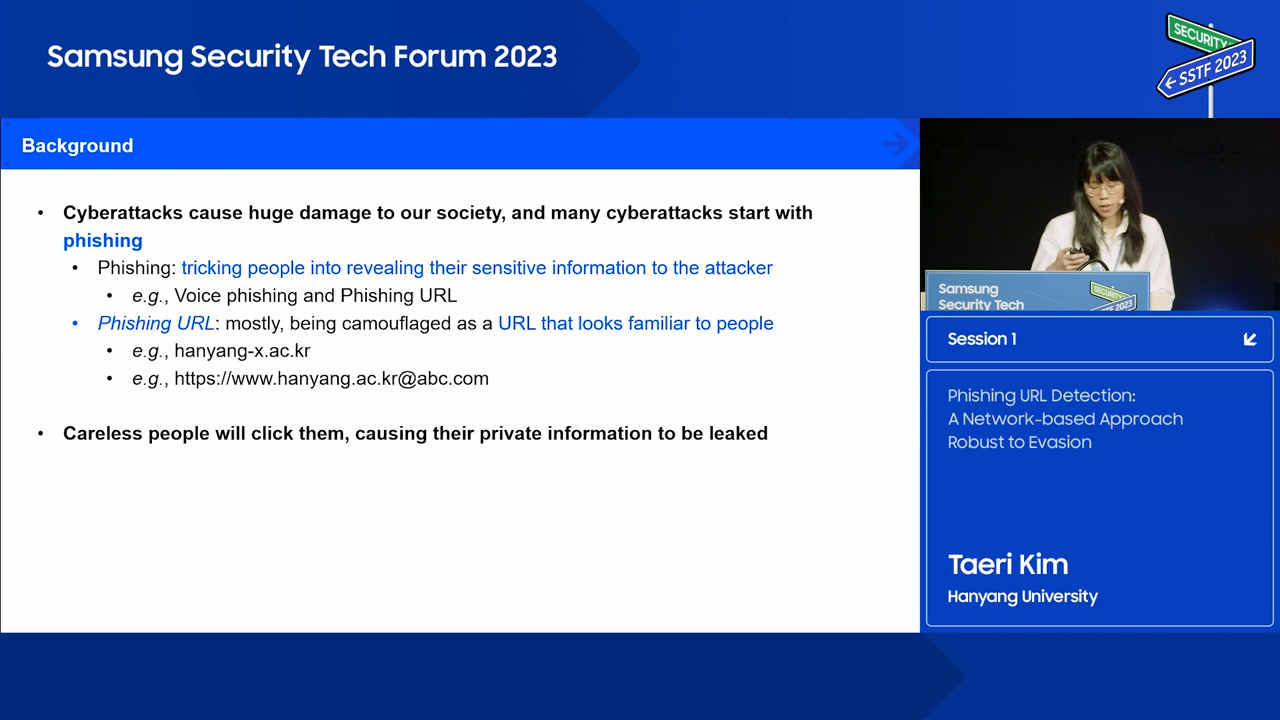 Samsung Security Tech Forum 2023
SECURITY
← SSTF 2023
Background
• Cyberattacks cause huge damage to our society, and many cyberattacks start with
phishing
• Phishing: tricking people into revealing their sensitive information to the attacker
• e.g., Voice phishing and Phishing URL
• Phishing URL: mostly, being camouflaged as a URL that looks familiar to people
• e.g., hanyang-x.ac.kr
• e.g., https://www.hanyang.ac.kr@abc.com
• Careless people will click them, causing their private information to be leaked
Samsung
Security Tech
SECURITY
2023
Session 1
Phishing URL Detection:
A Network-based Approach
Robust to Evasion
Taeri Kim
Hanyang University